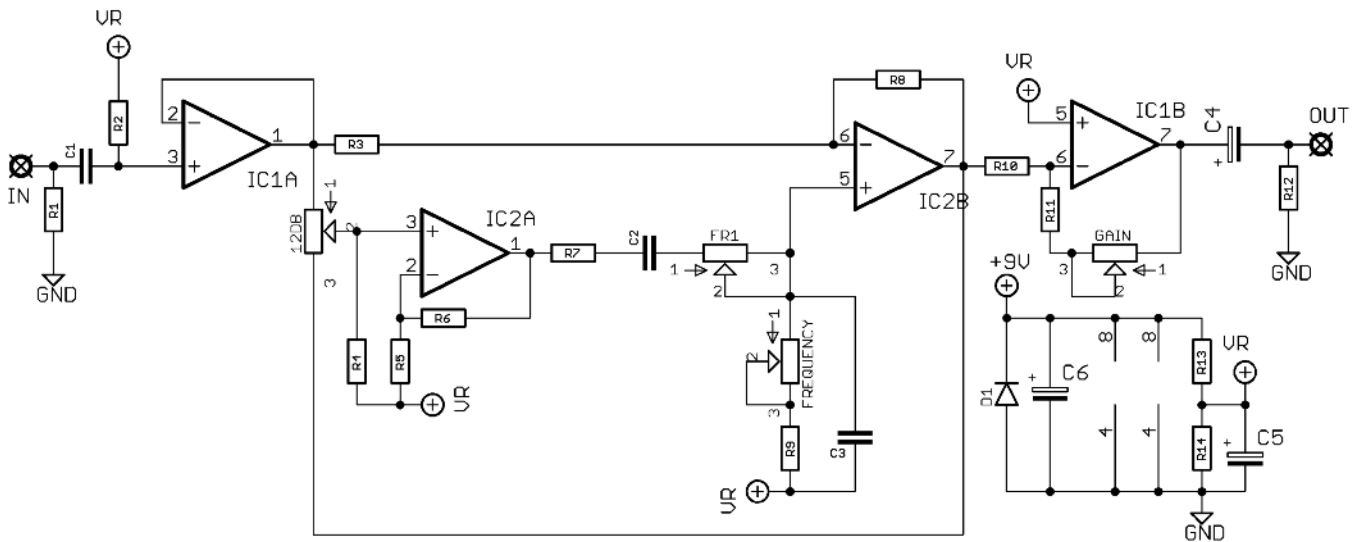 VR
R2
2
1
3
C1
IN
R1
GND
IC1A
R3
R8
6
7
5
IC2B
VR
5
IC1B
7
6
R10
R11
GAIN
3
1
2
C4
+
OUT
R12
GND
12DB
1
2
3
3
IC2A
1
2
R7
C2
FR1
1
3
2
R6
R4
R5
VR
1
2
FREQUENCY
3
R9
C3
VR
+9V
D1
+
C6
8
8
4
4
R13
VR
R14
+
C5
GND